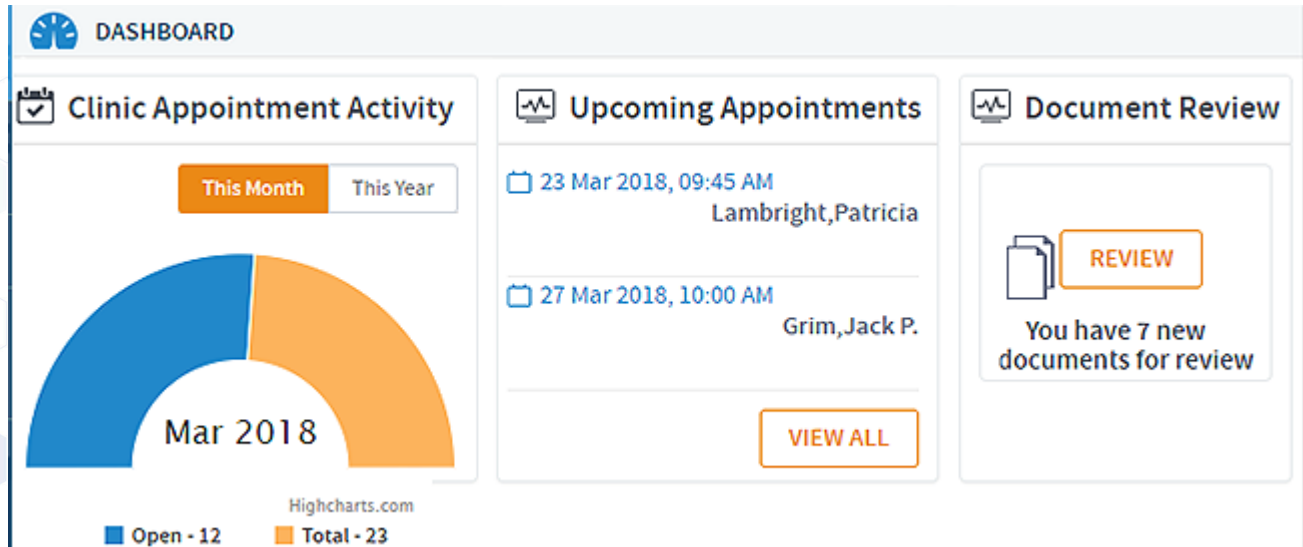 DASHBOARD
Clinic Appointment Activity
This Month
This Year
Mar 2018
Highcharts.com
Open - 12
Total - 23
Upcoming Appointments
23 Mar 2018, 09:45 AM
Lambright,Patricia
27 Mar 2018, 10:00 AM
Grim,Jack P.
VIEW ALL
Document Review
REVIEW
You have 7 new
documents for review